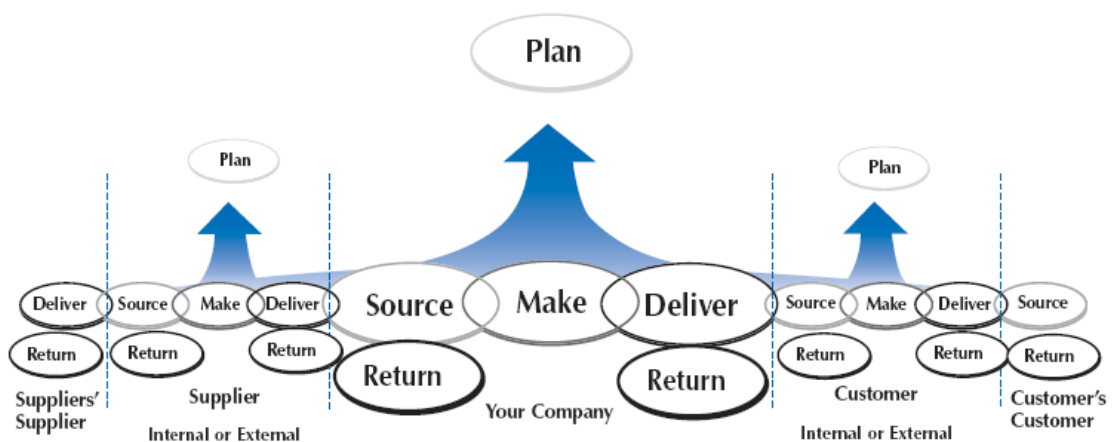 Plan
Plan
Plan
Deliver
Source
Make
Deliver
Source
Make
Deliver
Source
Make
Deliver
Source
Return
Return
Return
Return
Return
Return
Return
Return
Suppliers'
Supplier
Supplier
Internal or External
Your Company
Customer
Internal or External
Customer's
Customer